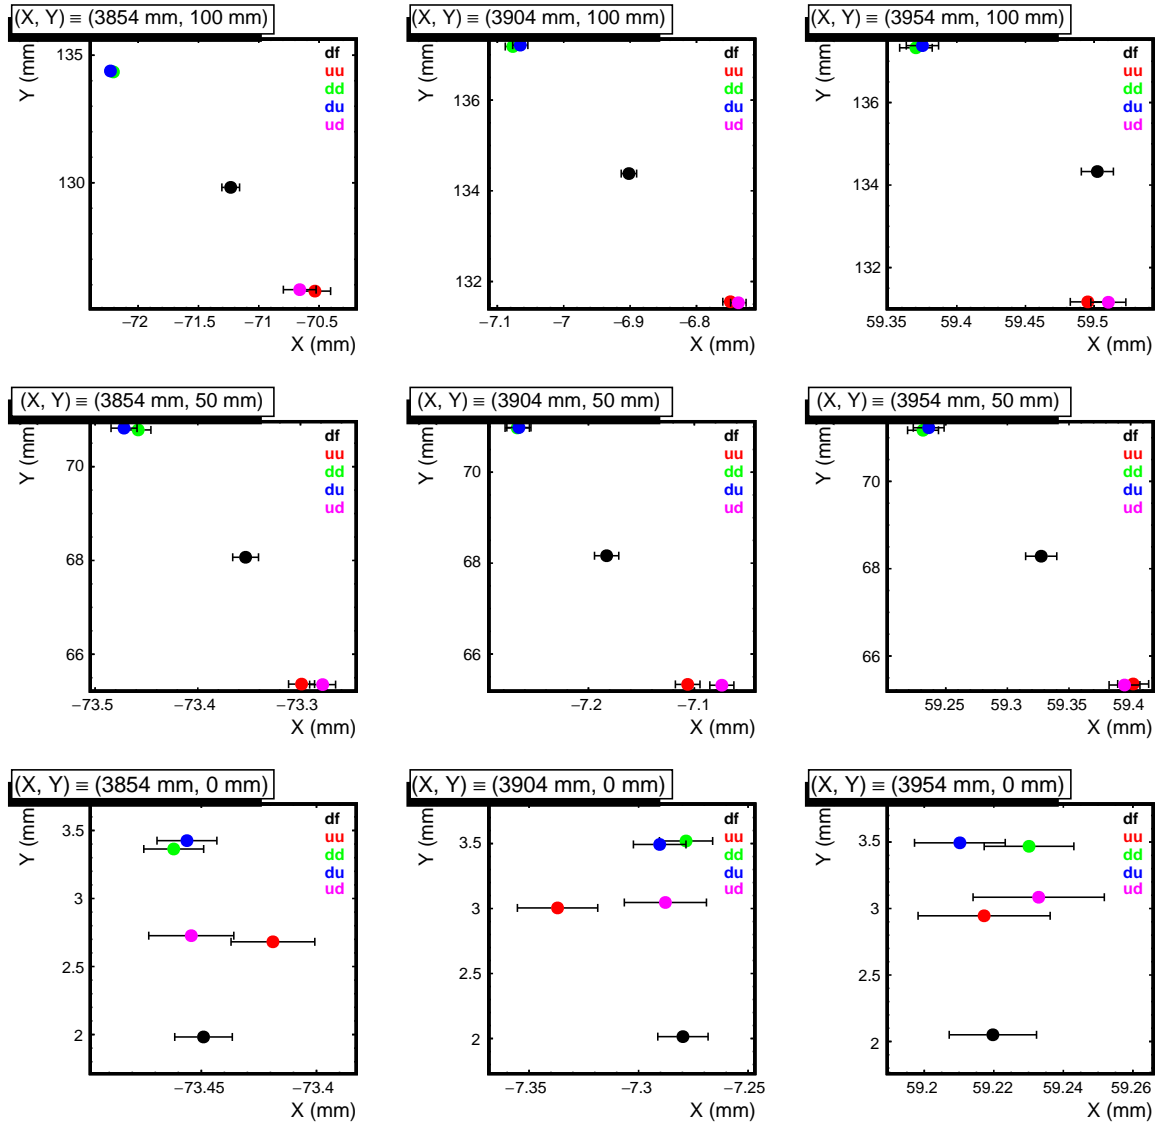 (X, Y) ≡ (3854 mm, 100 mm)
Y (mm
135
130
df
uu
dd
du
ud
−72 −71.5 −71 −70.5
X (mm)
(X, Y) ≡ (3904 mm, 100 mm)
Y (mm
136
134
132
df
uu
dd
du
ud
−7.1 −7 −6.9 −6.8
X (mm)
(X, Y) ≡ (3954 mm, 100 mm)
Y (mm
136
134
132
df
uu
dd
du
ud
59.35 59.4 59.45 59.5
X (mm)
(X, Y) ≡ (3854 mm, 50 mm)
Y (mm
70
68
66
df
uu
dd
du
ud
−73.5 −73.4 −73.3
X (mm)
(X, Y) ≡ (3904 mm, 50 mm)
Y (mm
70
68
66
df
uu
dd
du
ud
−7.2 −7.1
X (mm)
(X, Y) ≡ (3954 mm, 50 mm)
Y (mm
70
68
66
df
uu
dd
du
ud
59.25 59.3 59.35 59.4
X (mm)
(X, Y) ≡ (3854 mm, 0 mm)
Y (mm
3.5
3
2.5
2
df
uu
dd
du
ud
−73.45 −73.4
X (mm)
(X, Y) ≡ (3904 mm, 0 mm)
Y (mm
3.5
3
2.5
2
df
uu
dd
du
ud
−7.35 −7.3 −7.25
X (mm)
(X, Y) ≡ (3954 mm, 0 mm)
Y (mm
3.5
3
2.5
2
df
uu
dd
du
ud
59.2 59.22 59.24 59.26
X (mm)